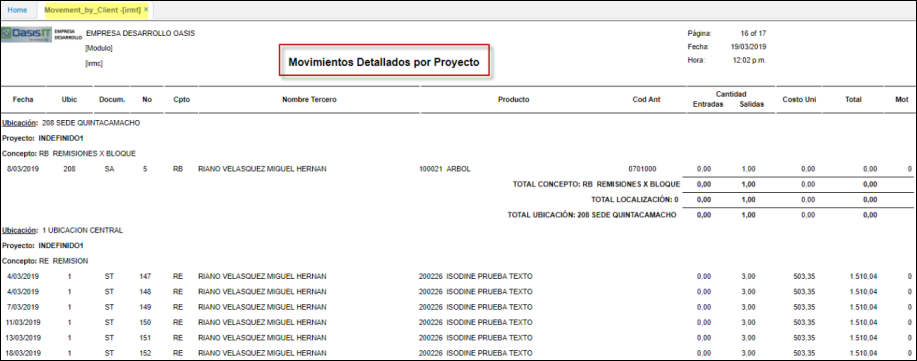 Home Movement_by_Client -[irmt] ×
OasisIT EMPRESA DESARROLLO EMPRESA DESARROLLO OASIS Página: 16 of 17
[Modulo] Fecha: 19/03/2019
[irmc] Movimientos Detallados por Proyecto Hora: 12:02 p.m.
Cantidad
Fecha Ubic Docum. No Cpto Nombre Tercero Producto Cod Ant Entradas Salidas Costo Uni Total Mot
Ubicación: 208 SEDE QUINTACAMACHO
Proyecto: INDEFINIDO1
Concepto: RB REMISIONES X BLOQUE
8/03/2019 208 SA 5 RB RIANO VELASQUEZ MIGUEL HERNAN 100021 ARBOL 0701000 0,00 1,00 0,00 0,00 0
TOTAL CONCEPTO: RB REMISIONES X BLOQUE 0,00 1,00 0,00 0,00
TOTAL LOCALIZACIÓN: 0 0,00 1,00 0,00 0,00
TOTAL UBICACIÓN: 208 SEDE QUINTACAMACHO 0,00 1,00 0,00 0,00
Ubicación: 1 UBICACION CENTRAL
Proyecto: INDEFINIDO1
Concepto: RE REMISION
4/03/2019 1 ST 147 RE RIANO VELASQUEZ MIGUEL HERNAN 200226 ISODINE PRUEBA TEXTO 0,00 3,00 503,35 1.510,04 0
4/03/2019 1 ST 148 RE RIANO VELASQUEZ MIGUEL HERNAN 200226 ISODINE PRUEBA TEXTO 0,00 3,00 503,35 1.510,04 0
7/03/2019 1 ST 149 RE RIANO VELASQUEZ MIGUEL HERNAN 200226 ISODINE PRUEBA TEXTO 0,00 3,00 503,35 1.510,04 0
11/03/2019 1 ST 150 RE RIANO VELASQUEZ MIGUEL HERNAN 200226 ISODINE PRUEBA TEXTO 0,00 3,00 503,35 1.510,04 0
13/03/2019 1 ST 151 RE RIANO VELASQUEZ MIGUEL HERNAN 200226 ISODINE PRUEBA TEXTO 0,00 3,00 503,35 1.510,04 0
18/03/2019 1 ST 152 RE RIANO VELASQUEZ MIGUEL HERNAN 200226 ISODINE PRUEBA TEXTO 0,00 3,00 503,35 1.510,04 0